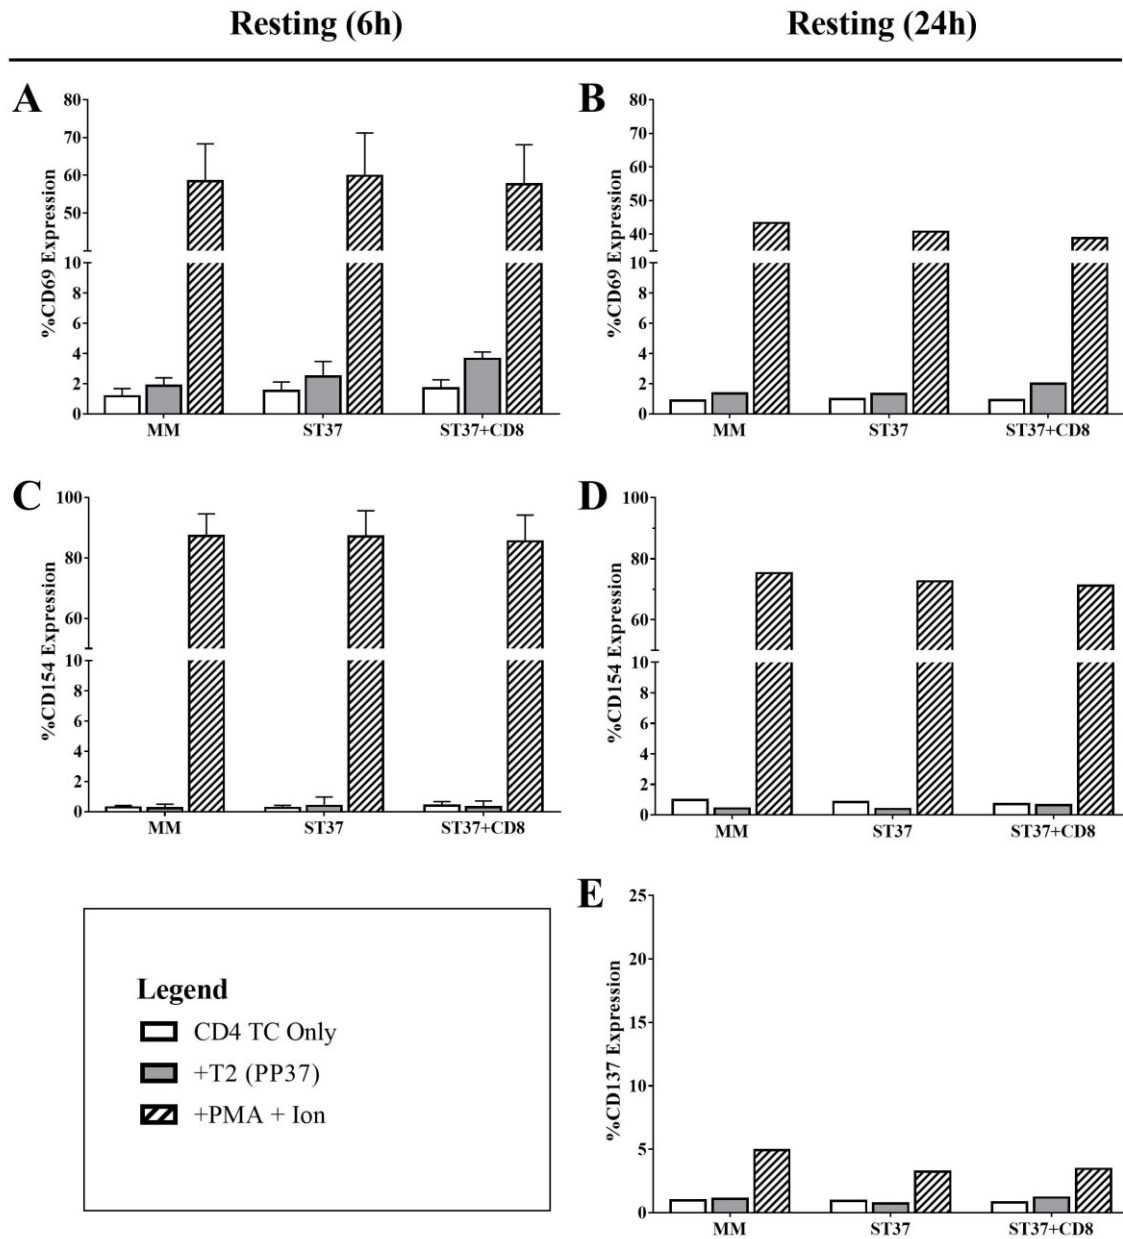 Resting (6h)
Resting (24h)
A
%CD69 Expression
80
70
60
50
10
8
6
4
2
0
MM
ST37
ST37+CD8
B
%CD69 Expression
80
70
60
50
40
10
8
6
4
2
0
MM
ST37
ST37+CD8
C
%CD154 Expression
100
80
60
10
8
6
4
2
0
MM
ST37
ST37+CD8
D
%CD154 Expression
100
80
60
10
8
6
4
2
0
MM
ST37
ST37+CD8
Legend
CD4 TC Only
+T2 (PP37)
+PMA + Ion
E
%CD137 Expression
25
20
15
10
5
0
MM
ST37
ST37+CD8